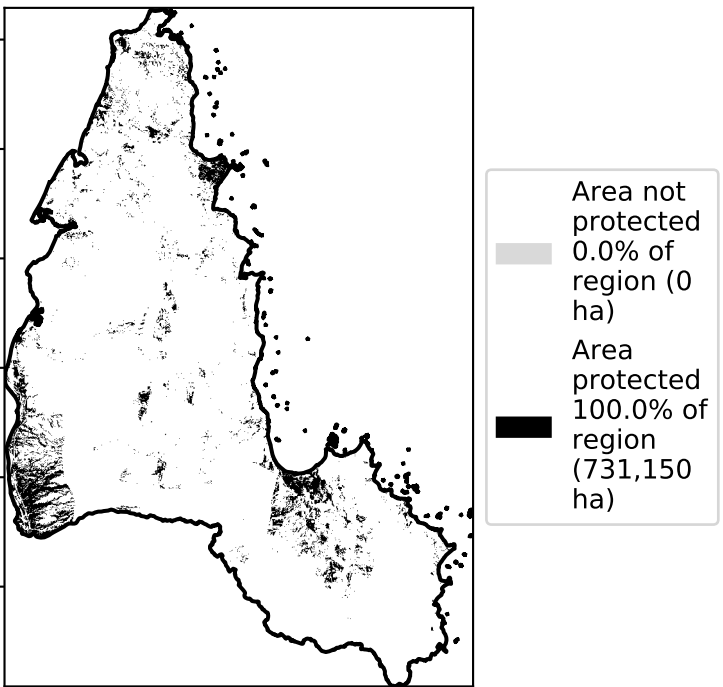 Area not
protected
0.0% of
region (0
ha)
Area
protected
100.0% of
region
(731,150
ha)